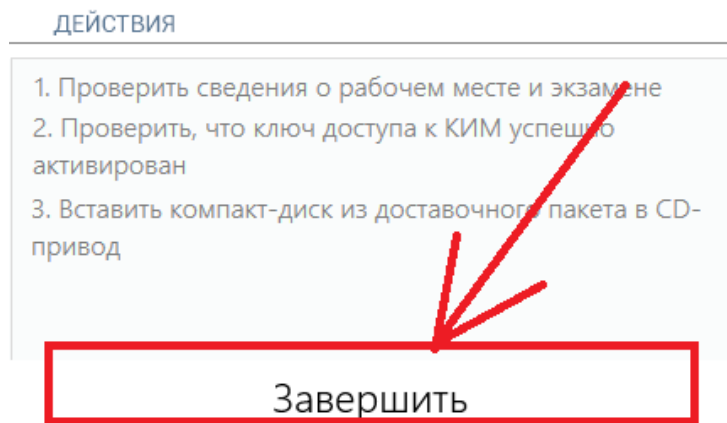 ДЕЙСТВИЯ
1. Проверить сведения о рабочем месте и экзамене
2. Проверить, что ключ доступа к КИМ успешно
активирован
3. Вставить компакт-диск из доставочного пакета в CD-
привод
Завершить